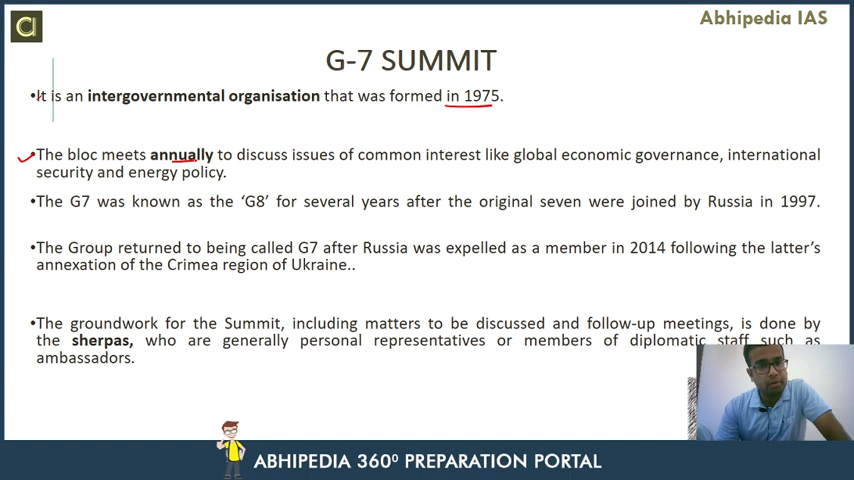 Abhipedia IAS
G-7 SUMMIT
•It is an intergovernmental organisation that was formed in 1975.
•The bloc meets annually to discuss issues of common interest like global economic governance, international
security and energy policy.
•The G7 was known as the ‘G8’ for several years after the original seven were joined by Russia in 1997.
•The Group returned to being called G7 after Russia was expelled as a member in 2014 following the latter’s
annexation of the Crimea region of Ukraine..
•The groundwork for the Summit, including matters to be discussed and follow-up meetings, is done by
the sherpas, who are generally personal representatives or members of diplomatic staff such as
ambassadors.
ABHIPEDIA 360⁰ PREPARATION PORTAL